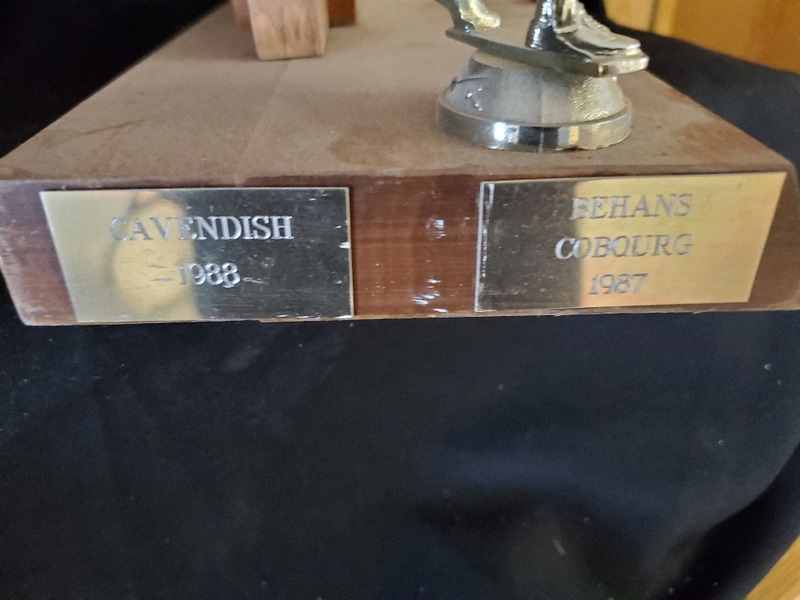 CAVENDISH
- 1988 -
BEHANS
COBOURG
1987